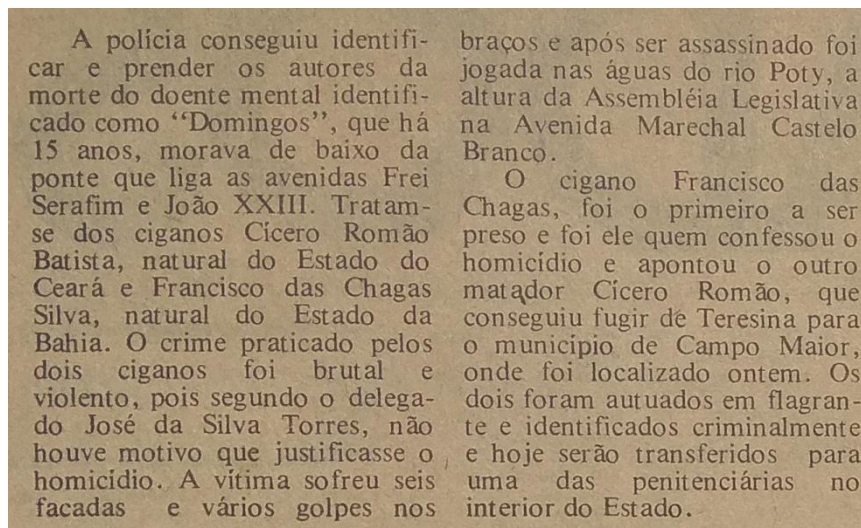 A polícia conseguiu identifi-
car e prender os autores da
morte do doente mental identifi-
cado como “Domingos”, que há
15 anos, morava de baixo da
ponte que liga as avenidas Frei
Serafim e João XXIII. Tratam-
se dos ciganos Cícero Romão
Batista, natural do Estado do
Ceará e Francisco das Chagas
Silva, natural do Estado da
Bahia. O crime praticado pelos
dois ciganos foi brutal e
violento, pois segundo o delega-
do José da Silva Torres, não
houve motivo que justificasse o
homicídio. A vítima sofreu seis
facadas e vários golpes nos
braços e após ser assassinado foi
jogada nas águas do rio Poty, a
altura da Assembléia Legislativa
na Avenida Marechal Castelo
Branco.
O cigano Francisco das
Chagas, foi o primeiro a ser
preso e foi ele quem confessou o
homicídio e apontou o outro
matador Cícero Romão, que
conseguiu fugir de Teresina para
o município de Campo Maior,
onde foi localizado ontem. Os
dois foram autuados em flagran-
te e identificados criminalmente
e hoje serão transferidos para
uma das penitenciárias no
interior do Estado.